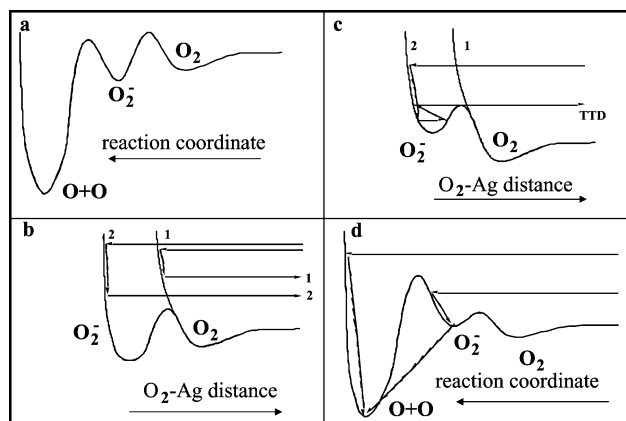 a
O₂
O₂⁻
reaction coordinate
O+O
c
2
1
TTD
O₂⁻
O₂
O₂-Ag distance
b
2
1
1
2
O₂⁻
O₂
O₂-Ag distance
d
O₂⁻
O₂
reaction coordinate
O+O